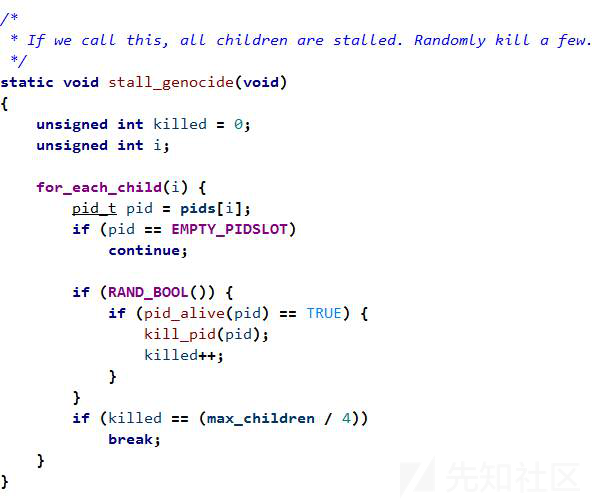 /*
 * If we call this, all children are stalled. Randomly kill a few.
 */
static void stall_genocide(void)
{
    unsigned int killed = 0;
    unsigned int i;

    for_each_child(i) {
        pid_t pid = pids[i];
        if (pid == EMPTY_PIDSLOT)
            continue;

        if (RAND_BOOL()) {
            if (pid_alive(pid) == TRUE) {
                kill_pid(pid);
                killed++;
            }
        }
        if (killed == (max_children / 4))
            break;
    }
}
先知社区